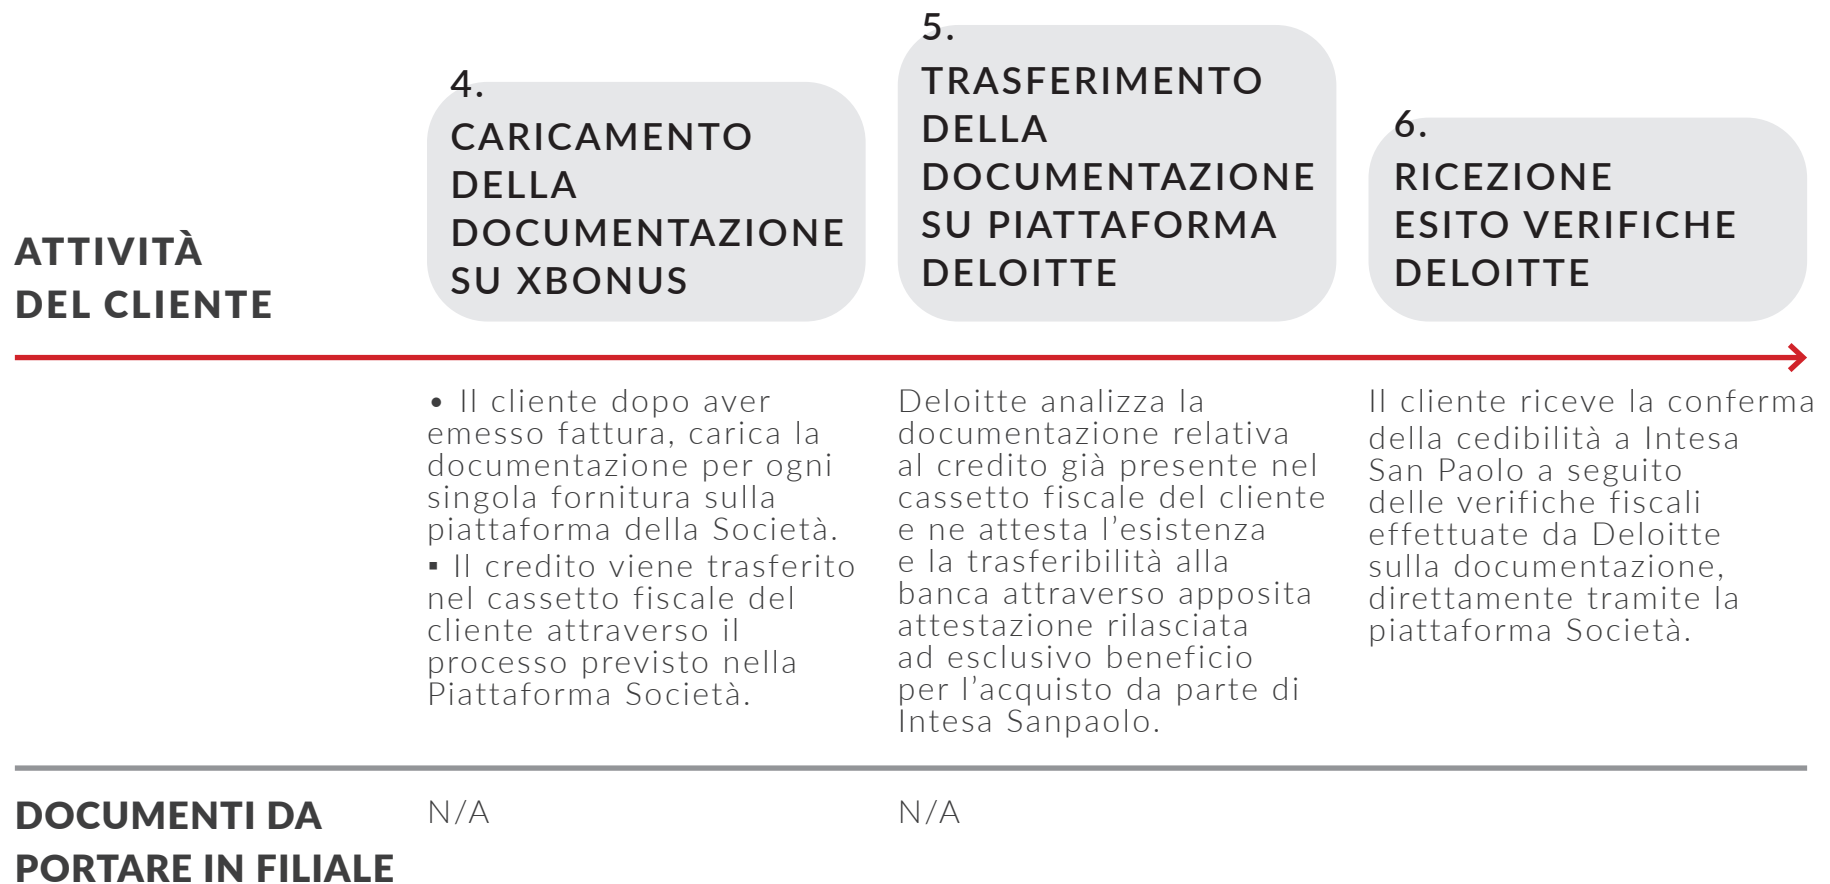 ATTIVITÀ
DEL CLIENTE
4.
CARICAMENTO
DELLA
DOCUMENTAZIONE
SU XBONUS
5.
TRASFERIMENTO
DELLA
DOCUMENTAZIONE
SU PIATTAFORMA
DELOITTE
6.
RICEZIONE
ESITO VERIFICHE
DELOITTE
• Il cliente dopo aver
emesso fattura, carica la
documentazione per ogni
singola fornitura sulla
piattaforma della Società.
▪ Il credito viene trasferito
nel cassetto fiscale del
cliente attraverso il
processo previsto nella
Piattaforma Società.
Deloitte analizza la
documentazione relativa
al credito già presente nel
cassetto fiscale del cliente
e ne attesta l’esistenza
e la trasferibilità alla
banca attraverso apposita
attestazione rilasciata
ad esclusivo beneficio
per l’acquisto da parte di
Intesa Sanpaolo.
Il cliente riceve la conferma
della cedibilità a Intesa
San Paolo a seguito
delle verifiche fiscali
effettuate da Deloitte
sulla documentazione,
direttamente tramite la
piattaforma Società.
DOCUMENTI DA
PORTARE IN FILIALE
N/A
N/A